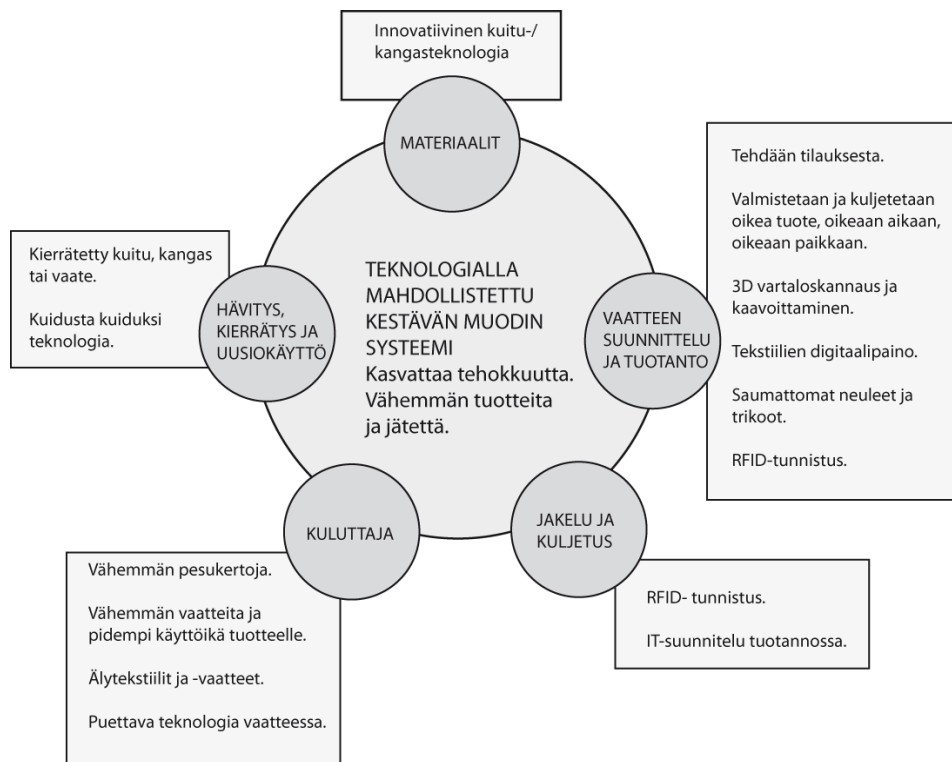 Innovatiivinen kuitu-/
kangasteknologia
MATERIAALIT
TEKNOLOGIALLA
MAHDOLLISTETTU
KESTÄVÄN MUODIN
SYSTEEMI
Kasvattaa tehokkuutta.
Vähemmän tuotteita
ja jätettä.
VAATTEEN
SUUNNITTELU
JA TUOTANTO
Tehdään tilauksesta.
Valmistetaan ja kuljetetaan
oikea tuote, oikeaan aikaan,
oikeaan paikkaan.
3D vartaloskannaus ja
kaavoittaminen.
Tekstiilien digitaalipaino.
Saumattomat neuleet ja
trikoot.
RFID-tunnistus.
JAKELU JA
KULJETUS
RFID- tunnistus.
IT-suunnitelu tuotannossa.
KULUTTAJA
Vähemmän pesukertoja.
Vähemmän vaatteita ja
pidempi käyttöikä tuotteelle.
Älytekstiilit ja -vaatteet.
Puettava teknologia vaatteessa.
HÄVITYS,
KIERRÄTYS JA
UUSIOKÄYTTÖ
Kierrätetty kuitu, kangas
tai vaate.
Kuidusta kuiduksi
teknologia.